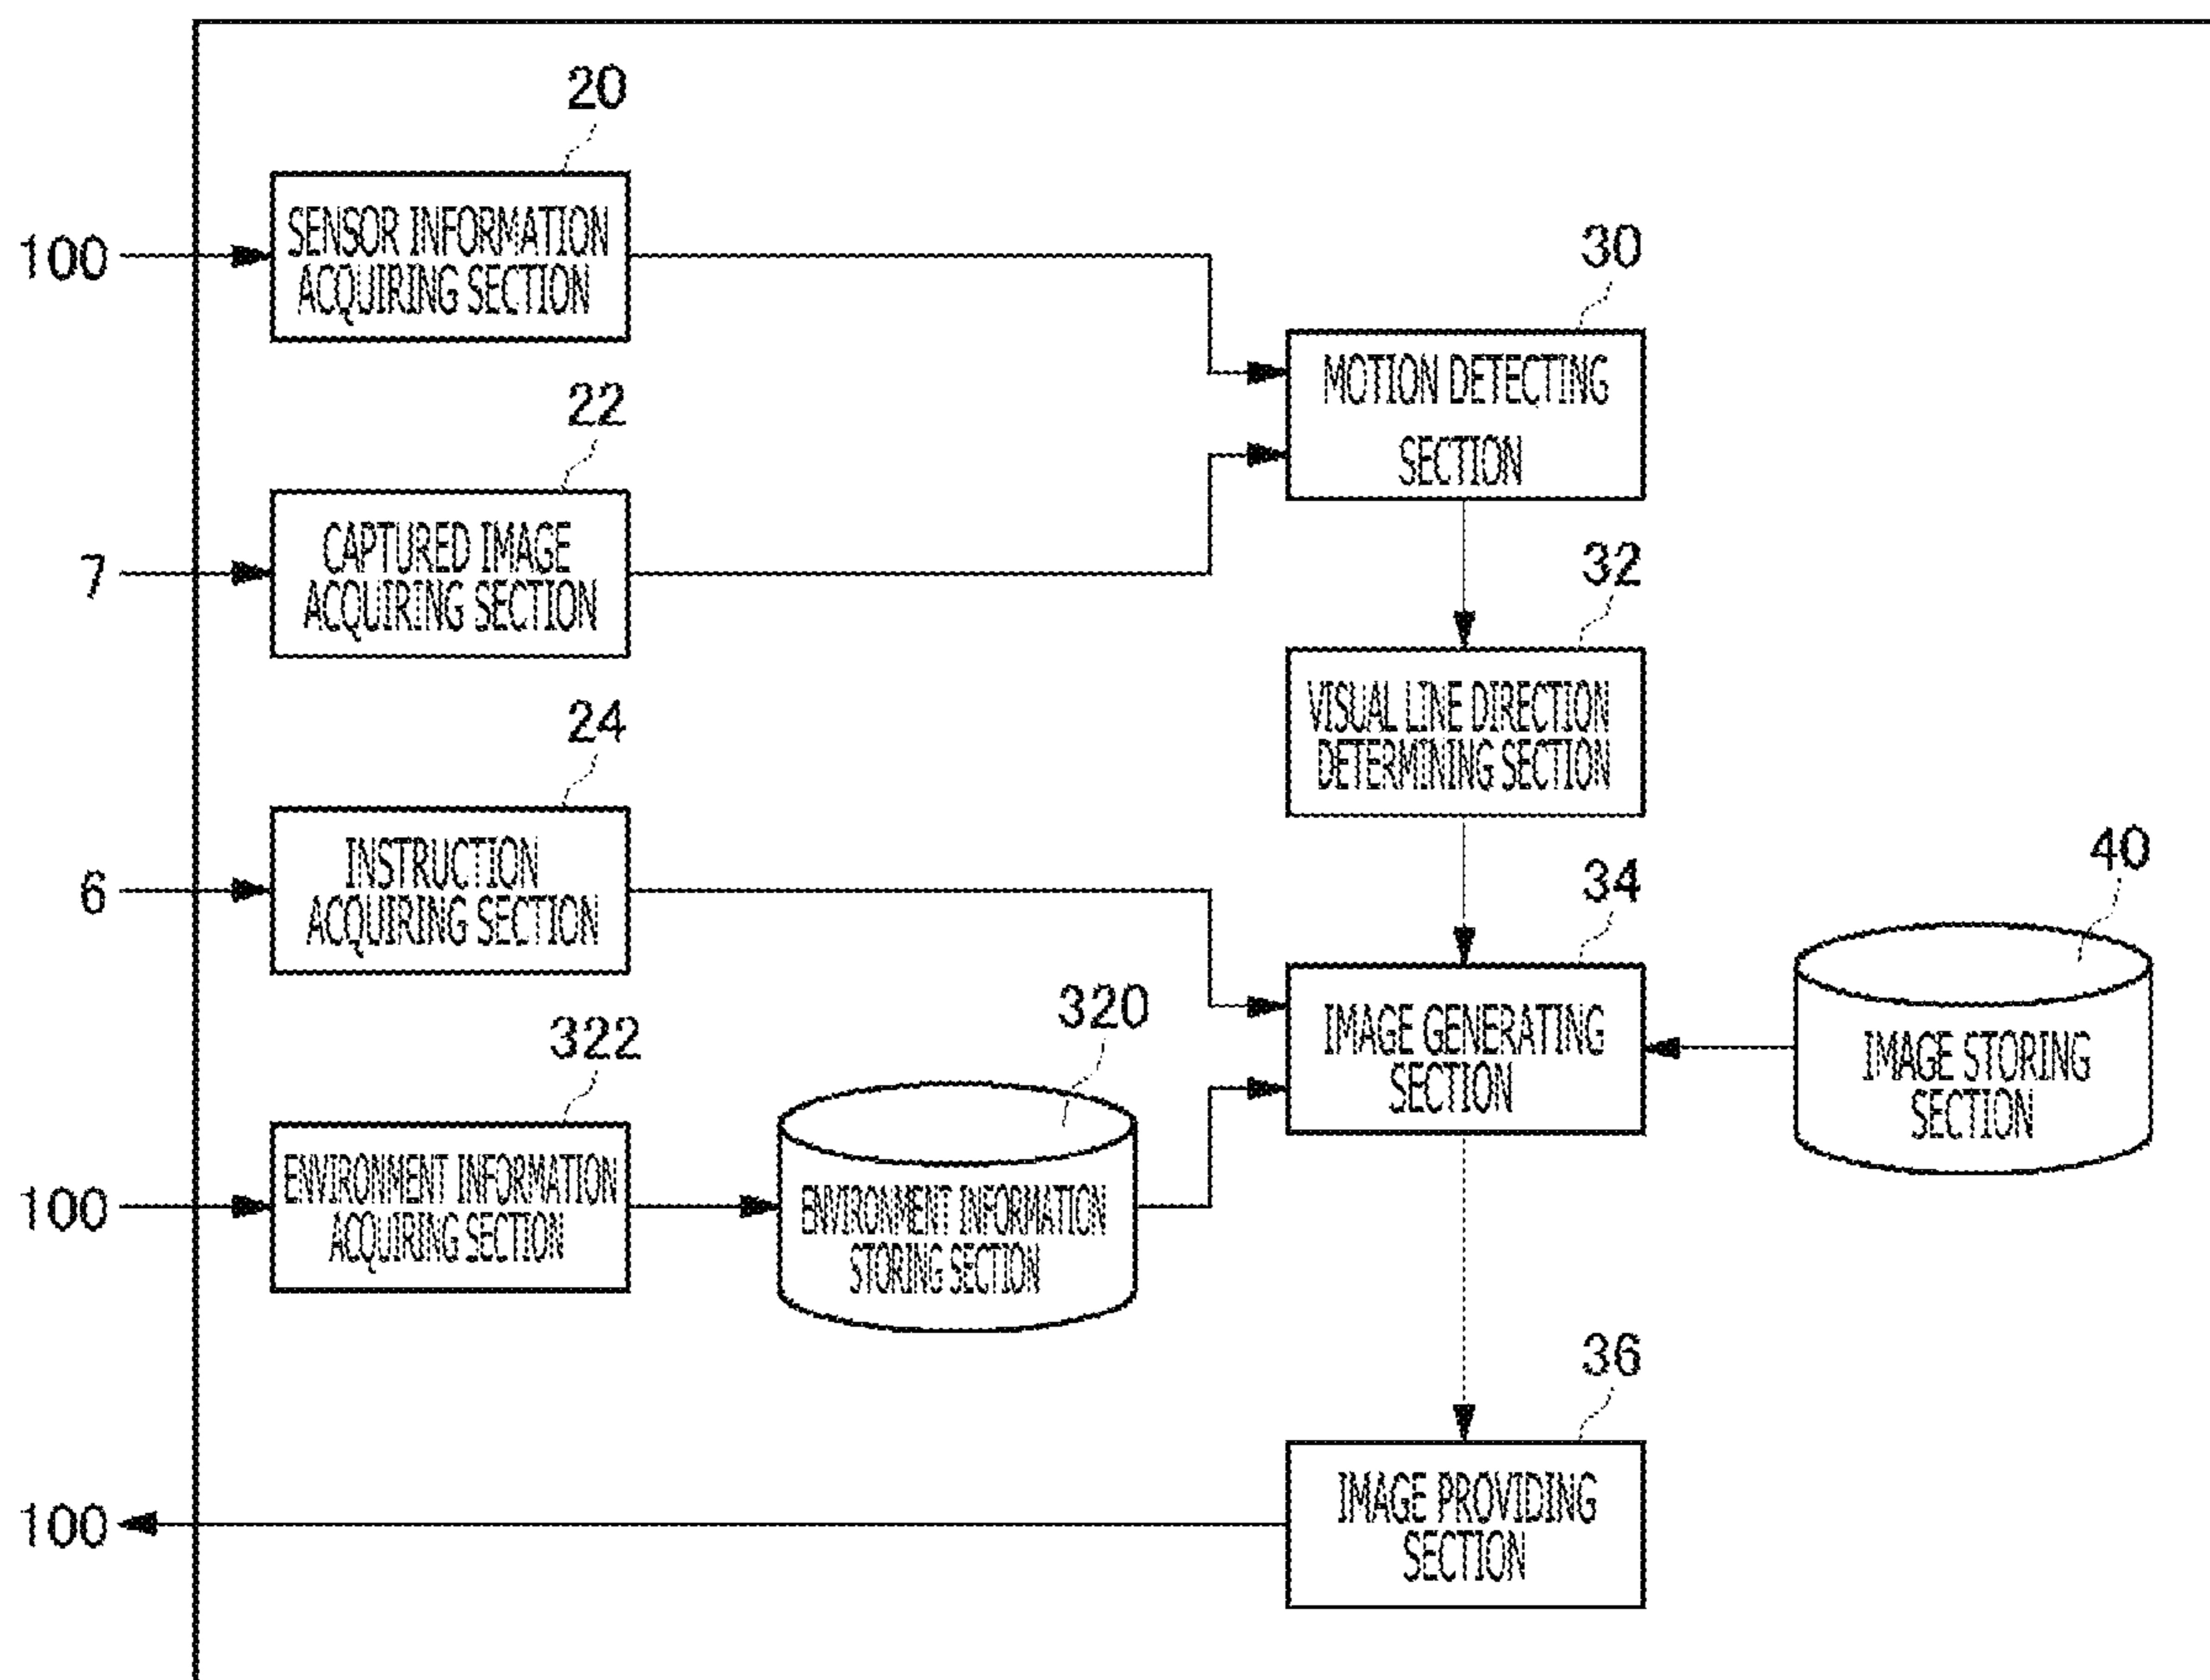 20
100
SENSOR INFORMATION
ACQUIRING SECTION
30
MOTION DETECTING
SECTION
22
7
CAPTURED IMAGE
ACQUIRING SECTION
32
VISUAL LINE DIRECTION
DETERMINING SECTION
24
6
INSTRUCTION
ACQUIRING SECTION
34
IMAGE GENERATING
SECTION
40
IMAGE STORING
SECTION
322
100
ENVIRONMENT INFORMATION
ACQUIRING SECTION
320
ENVIRONMENT INFORMATION
STORING SECTION
36
100
IMAGE PROVIDING
SECTION